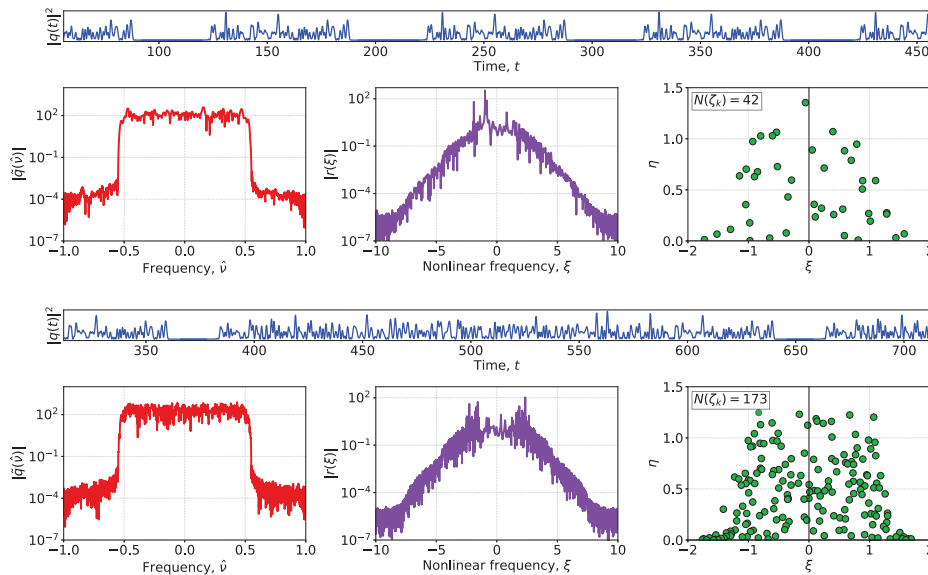 |q(t)|²
100 150 200 250 300 350 400 450
Time, t
10² 10⁻¹ 10⁻⁴ 10⁻⁷
|q̃(ν̂)|
−1.0 −0.5 0.0 0.5 1.0
Frequency, ν̂
10² 10⁻¹ 10⁻⁴ 10⁻⁷
|r(ξ)|
−10 −5 0 5 10
Nonlinear frequency, ξ
N(ζₖ) = 42
1.5 1.0 0.5 0.0
η
−2 −1 0 1 2
ξ
|q(t)|²
350 400 450 500 550 600 650 700
Time, t
10² 10⁻¹ 10⁻⁴ 10⁻⁷
|q̃(ν̂)|
−1.0 −0.5 0.0 0.5 1.0
Frequency, ν̂
10² 10⁻¹ 10⁻⁴ 10⁻⁷
|r(ξ)|
−10 −5 0 5 10
Nonlinear frequency, ξ
N(ζₖ) = 173
1.5 1.0 0.5 0.0
η
−2 −1 0 1 2
ξ